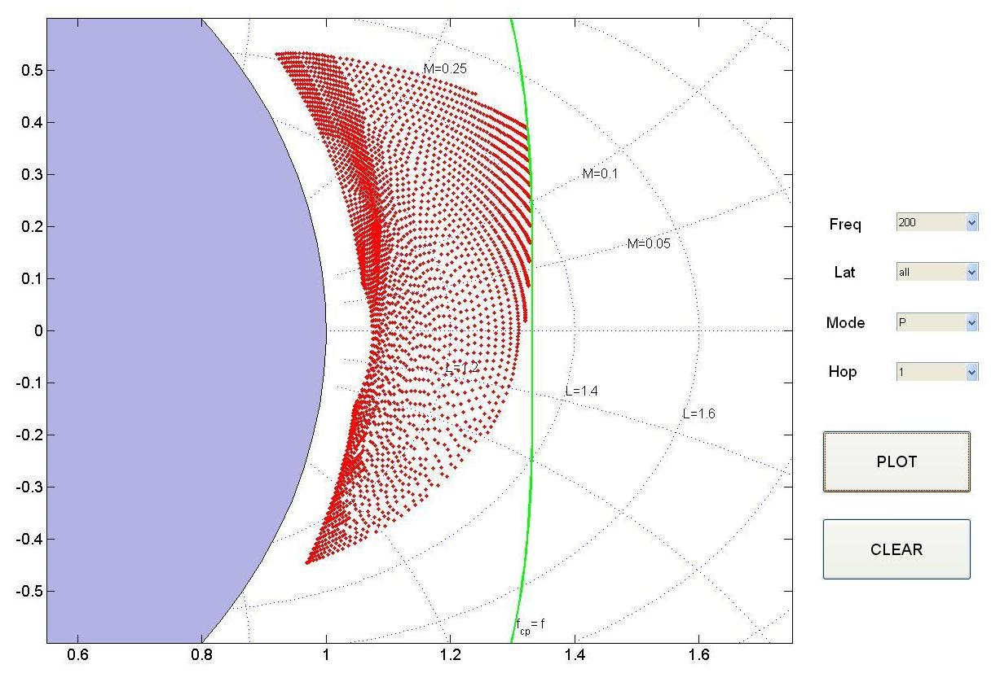 0.5
0.4
0.3
0.2
0.1
0
-0.1
-0.2
-0.3
-0.4
-0.5
0.6
0.8
1
1.2
1.4
1.6
M=0.25
M=0.1
M=0.05
L=1.2
L=1.4
L=1.6
fcp= f
Freq 200
Lat all
Mode P
Hop 1
PLOT
CLEAR